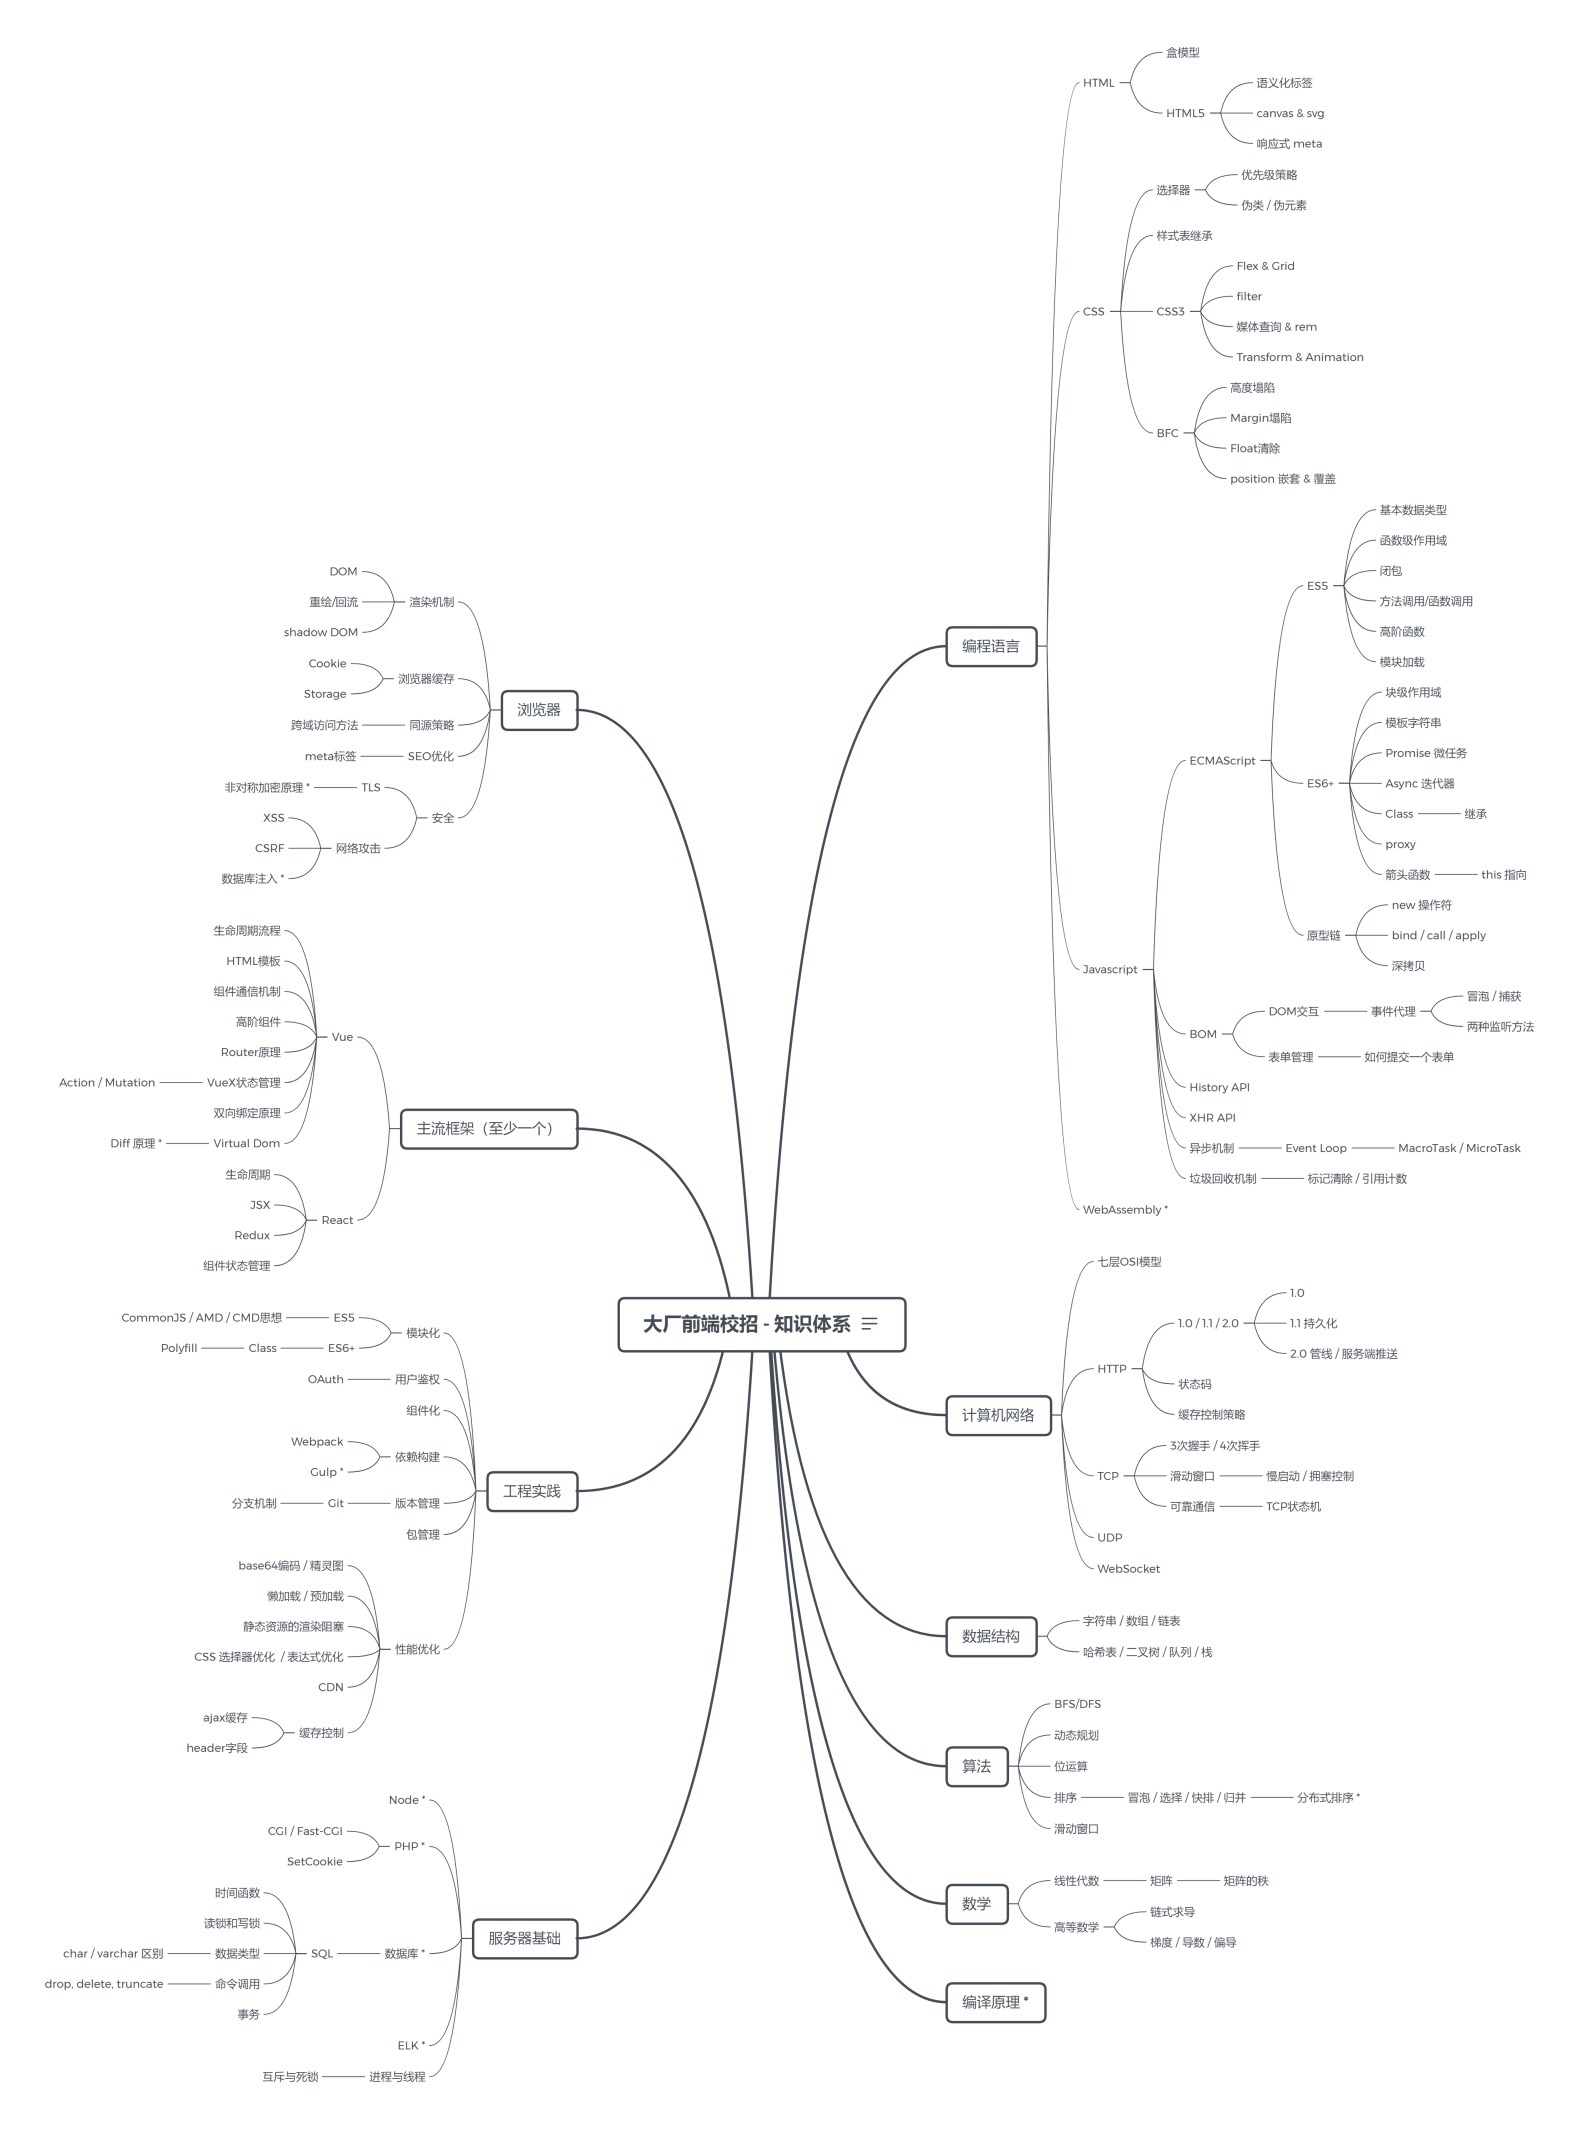 大厂前端校招 - 知识体系
编程语言
HTML
盒模型
HTML5
语义化标签
canvas & svg
响应式 meta
CSS
选择器
优先级策略
伪类 / 伪元素
样式表继承
CSS3
Flex & Grid
filter
媒体查询 & rem
Transform & Animation
BFC
高度塌陷
Margin塌陷
Float清除
position 嵌套 & 覆盖
Javascript
ECMAScript
ES5
基本数据类型
函数级作用域
闭包
方法调用/函数调用
高阶函数
模块加载
ES6+
块级作用域
模板字符串
Promise 微任务
Async 迭代器
Class
继承
proxy
箭头函数
this 指向
原型链
new 操作符
bind / call / apply
深拷贝
BOM
DOM交互
事件代理
冒泡 / 捕获
两种监听方法
表单管理
如何提交一个表单
History API
XHR API
异步机制
Event Loop
MacroTask / MicroTask
垃圾回收机制
标记清除 / 引用计数
WebAssembly *
计算机网络
七层OSI模型
HTTP
1.0 / 1.1 / 2.0
1.0
1.1 持久化
2.0 管线 / 服务端推送
状态码
缓存控制策略
TCP
3次握手 / 4次挥手
滑动窗口
慢启动 / 拥塞控制
可靠通信
TCP状态机
UDP
WebSocket
数据结构
字符串 / 数组 / 链表
哈希表 / 二叉树 / 队列 / 栈
算法
BFS/DFS
动态规划
位运算
排序
冒泡 / 选择 / 快排 / 归并
分布式排序 *
滑动窗口
数学
线性代数
矩阵
矩阵的秩
高等数学
链式求导
梯度 / 导数 / 偏导
编译原理 *
浏览器
渲染机制
DOM
重绘/回流
shadow DOM
浏览器缓存
Cookie
Storage
同源策略
跨域访问方法
SEO优化
meta标签
安全
TLS
非对称加密原理 *
网络攻击
XSS
CSRF
数据库注入 *
主流框架（至少一个）
Vue
生命周期流程
HTML模板
组件通信机制
高阶组件
Router原理
VueX状态管理
Action / Mutation
双向绑定原理
Virtual Dom
Diff 原理 *
React
生命周期
JSX
Redux
组件状态管理
工程实践
模块化
ES5
CommonJS / AMD / CMD思想
ES6+
Class
Polyfill
用户鉴权
OAuth
组件化
依赖构建
Webpack
Gulp *
版本管理
Git
分支机制
包管理
性能优化
base64编码 / 精灵图
懒加载 / 预加载
静态资源的渲染阻塞
CSS 选择器优化 / 表达式优化
CDN
缓存控制
ajax缓存
header字段
服务器基础
Node *
PHP *
CGI / Fast-CGI
SetCookie
数据库 *
SQL
时间函数
读锁和写锁
数据类型
char / varchar 区别
命令调用
drop, delete, truncate
事务
ELK *
进程与线程
互斥与死锁